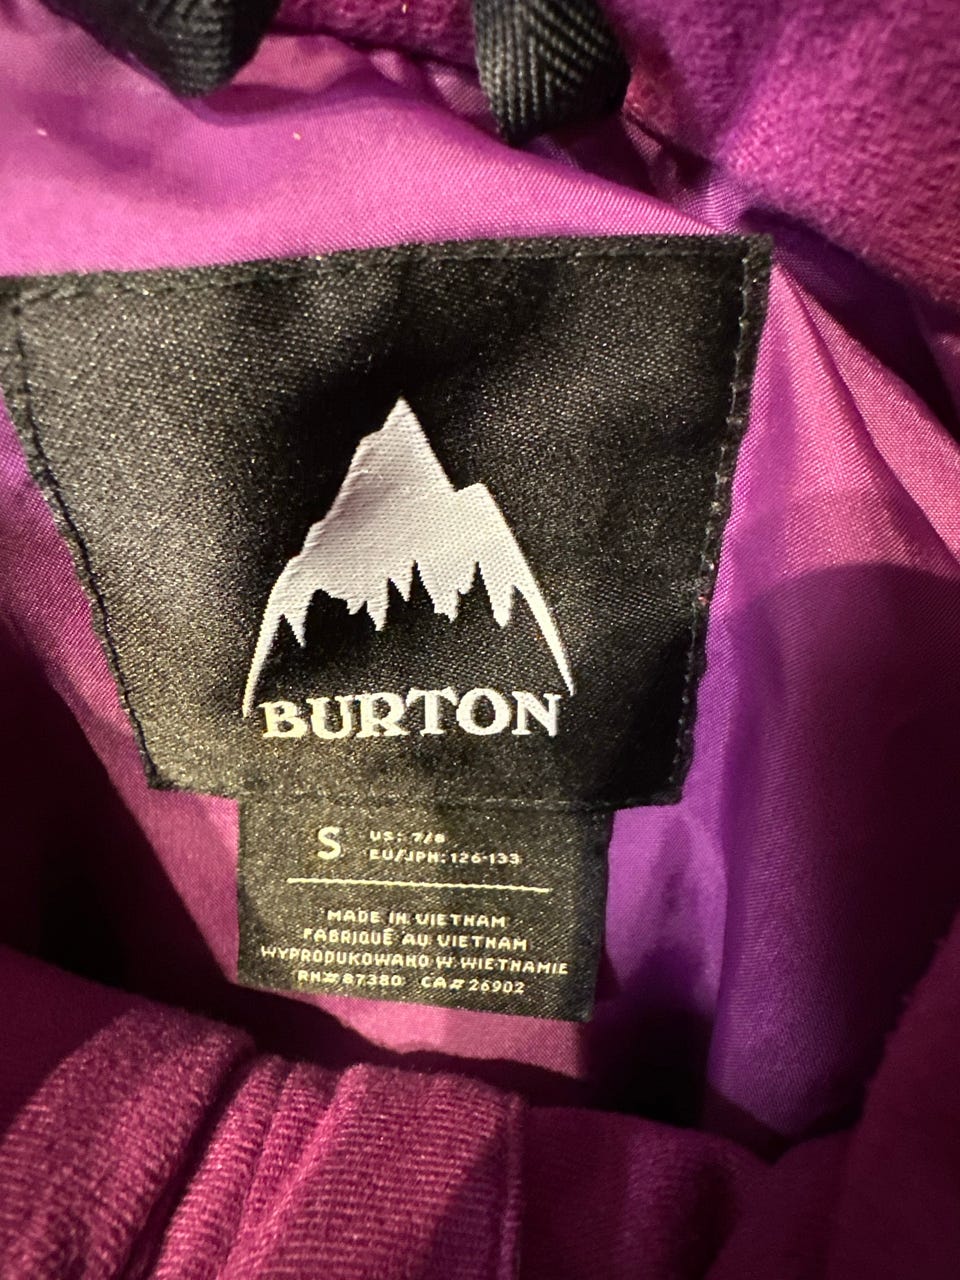 BURTON
S US: 7/8
EU/JPN: 126-133
MADE IN VIETNAM
FABRIQUÉ AU VIETNAM
WYPRODUKOWANO W WIETNAMIE
RN# 87380 CA# 26902